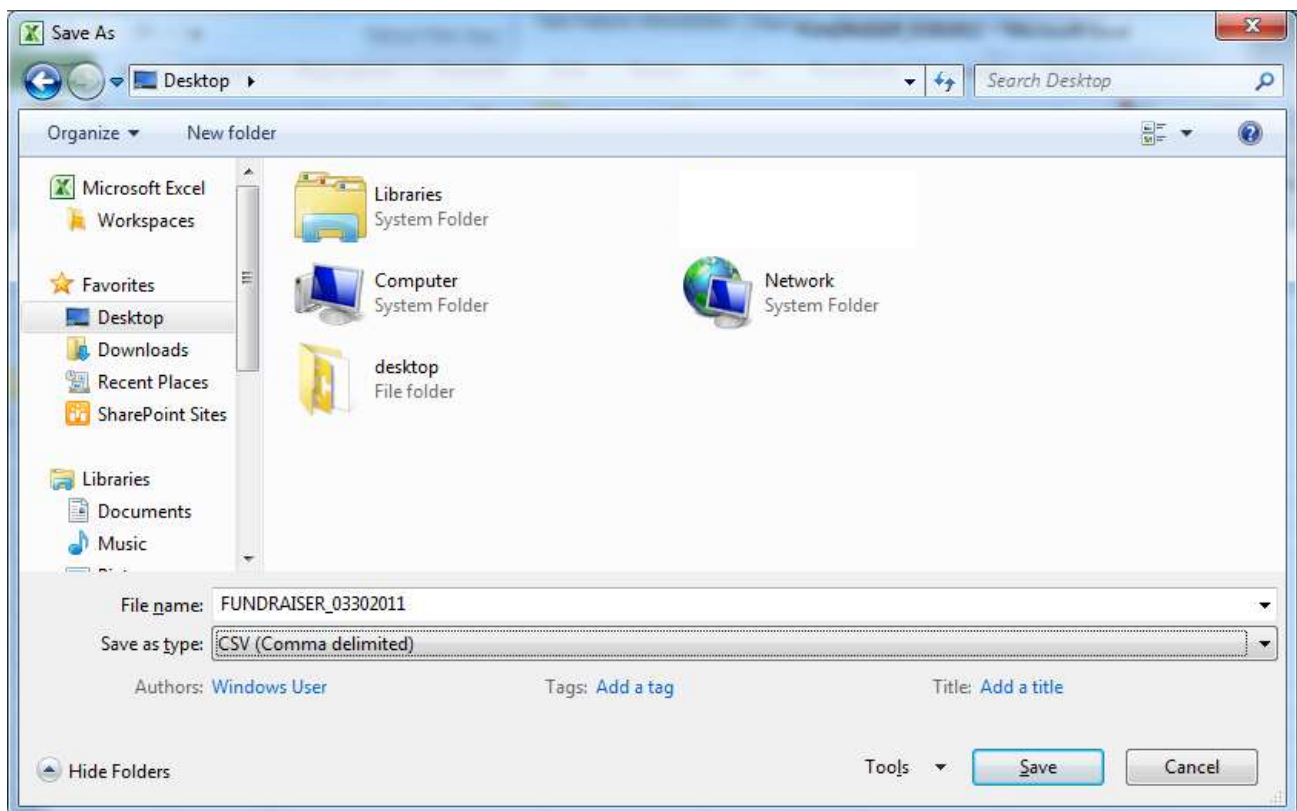 Save As
Desktop
Search Desktop
Organize
New folder
Microsoft Excel
Workspaces
Favorites
Desktop
Downloads
Recent Places
SharePoint Sites
Libraries
Documents
Music
Libraries
System Folder
Computer
System Folder
Network
System Folder
desktop
File folder
File name: FUNDRAISER_03302011
Save as type: CSV (Comma delimited)
Authors: Windows User Tags: Add a tag Title: Add a title
Hide Folders
Tools
Save
Cancel